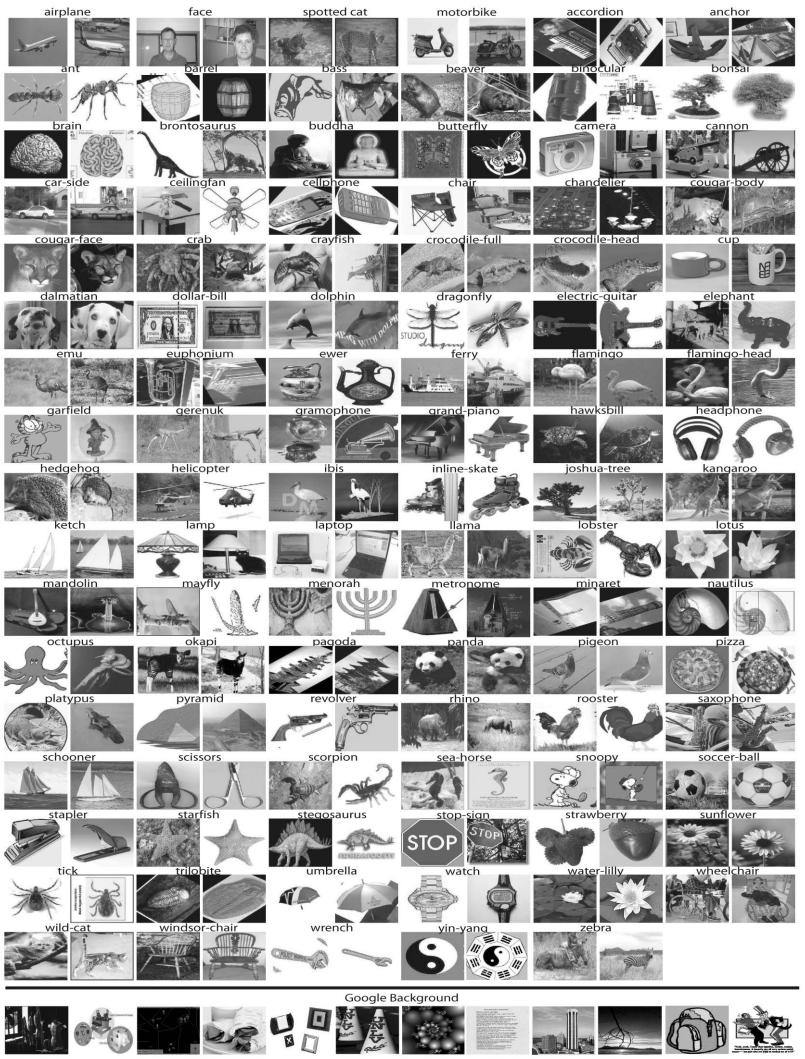 airplane face spotted cat motorbike accordion anchor
ant barrel bass beaver binocular bonsai
brain brontosaurus buddha butterfly camera cannon
car-side ceilingfan cellphone chair chandelier cougar-body
cougar-face crab crayfish crocodile-full crocodile-head cup
dalmatian dollar-bill dolphin dragonfly electric-guitar elephant
STUDIO
emu euphonium ewer ferry flamingo flamingo-head
garfield gerenuk gramophone grand-piano hawksbill headphone
hedgehog helicopter ibis inline-skate joshua-tree kangaroo
DM
ketch lamp laptop llama lobster lotus
mandolin mayfly menorah metronome minaret nautilus
octupus okapi pagoda panda pigeon pizza
platypus pyramid revolver rhino rooster saxophone
schooner scissors scorpion sea-horse snoopy soccer-ball
stapler starfish stegosaurus stop-sign strawberry sunflower
STOP STOP
tick trilobite umbrella watch water-lilly wheelchair
wild-cat windsor-chair wrench yin-yang zebra
Google Background